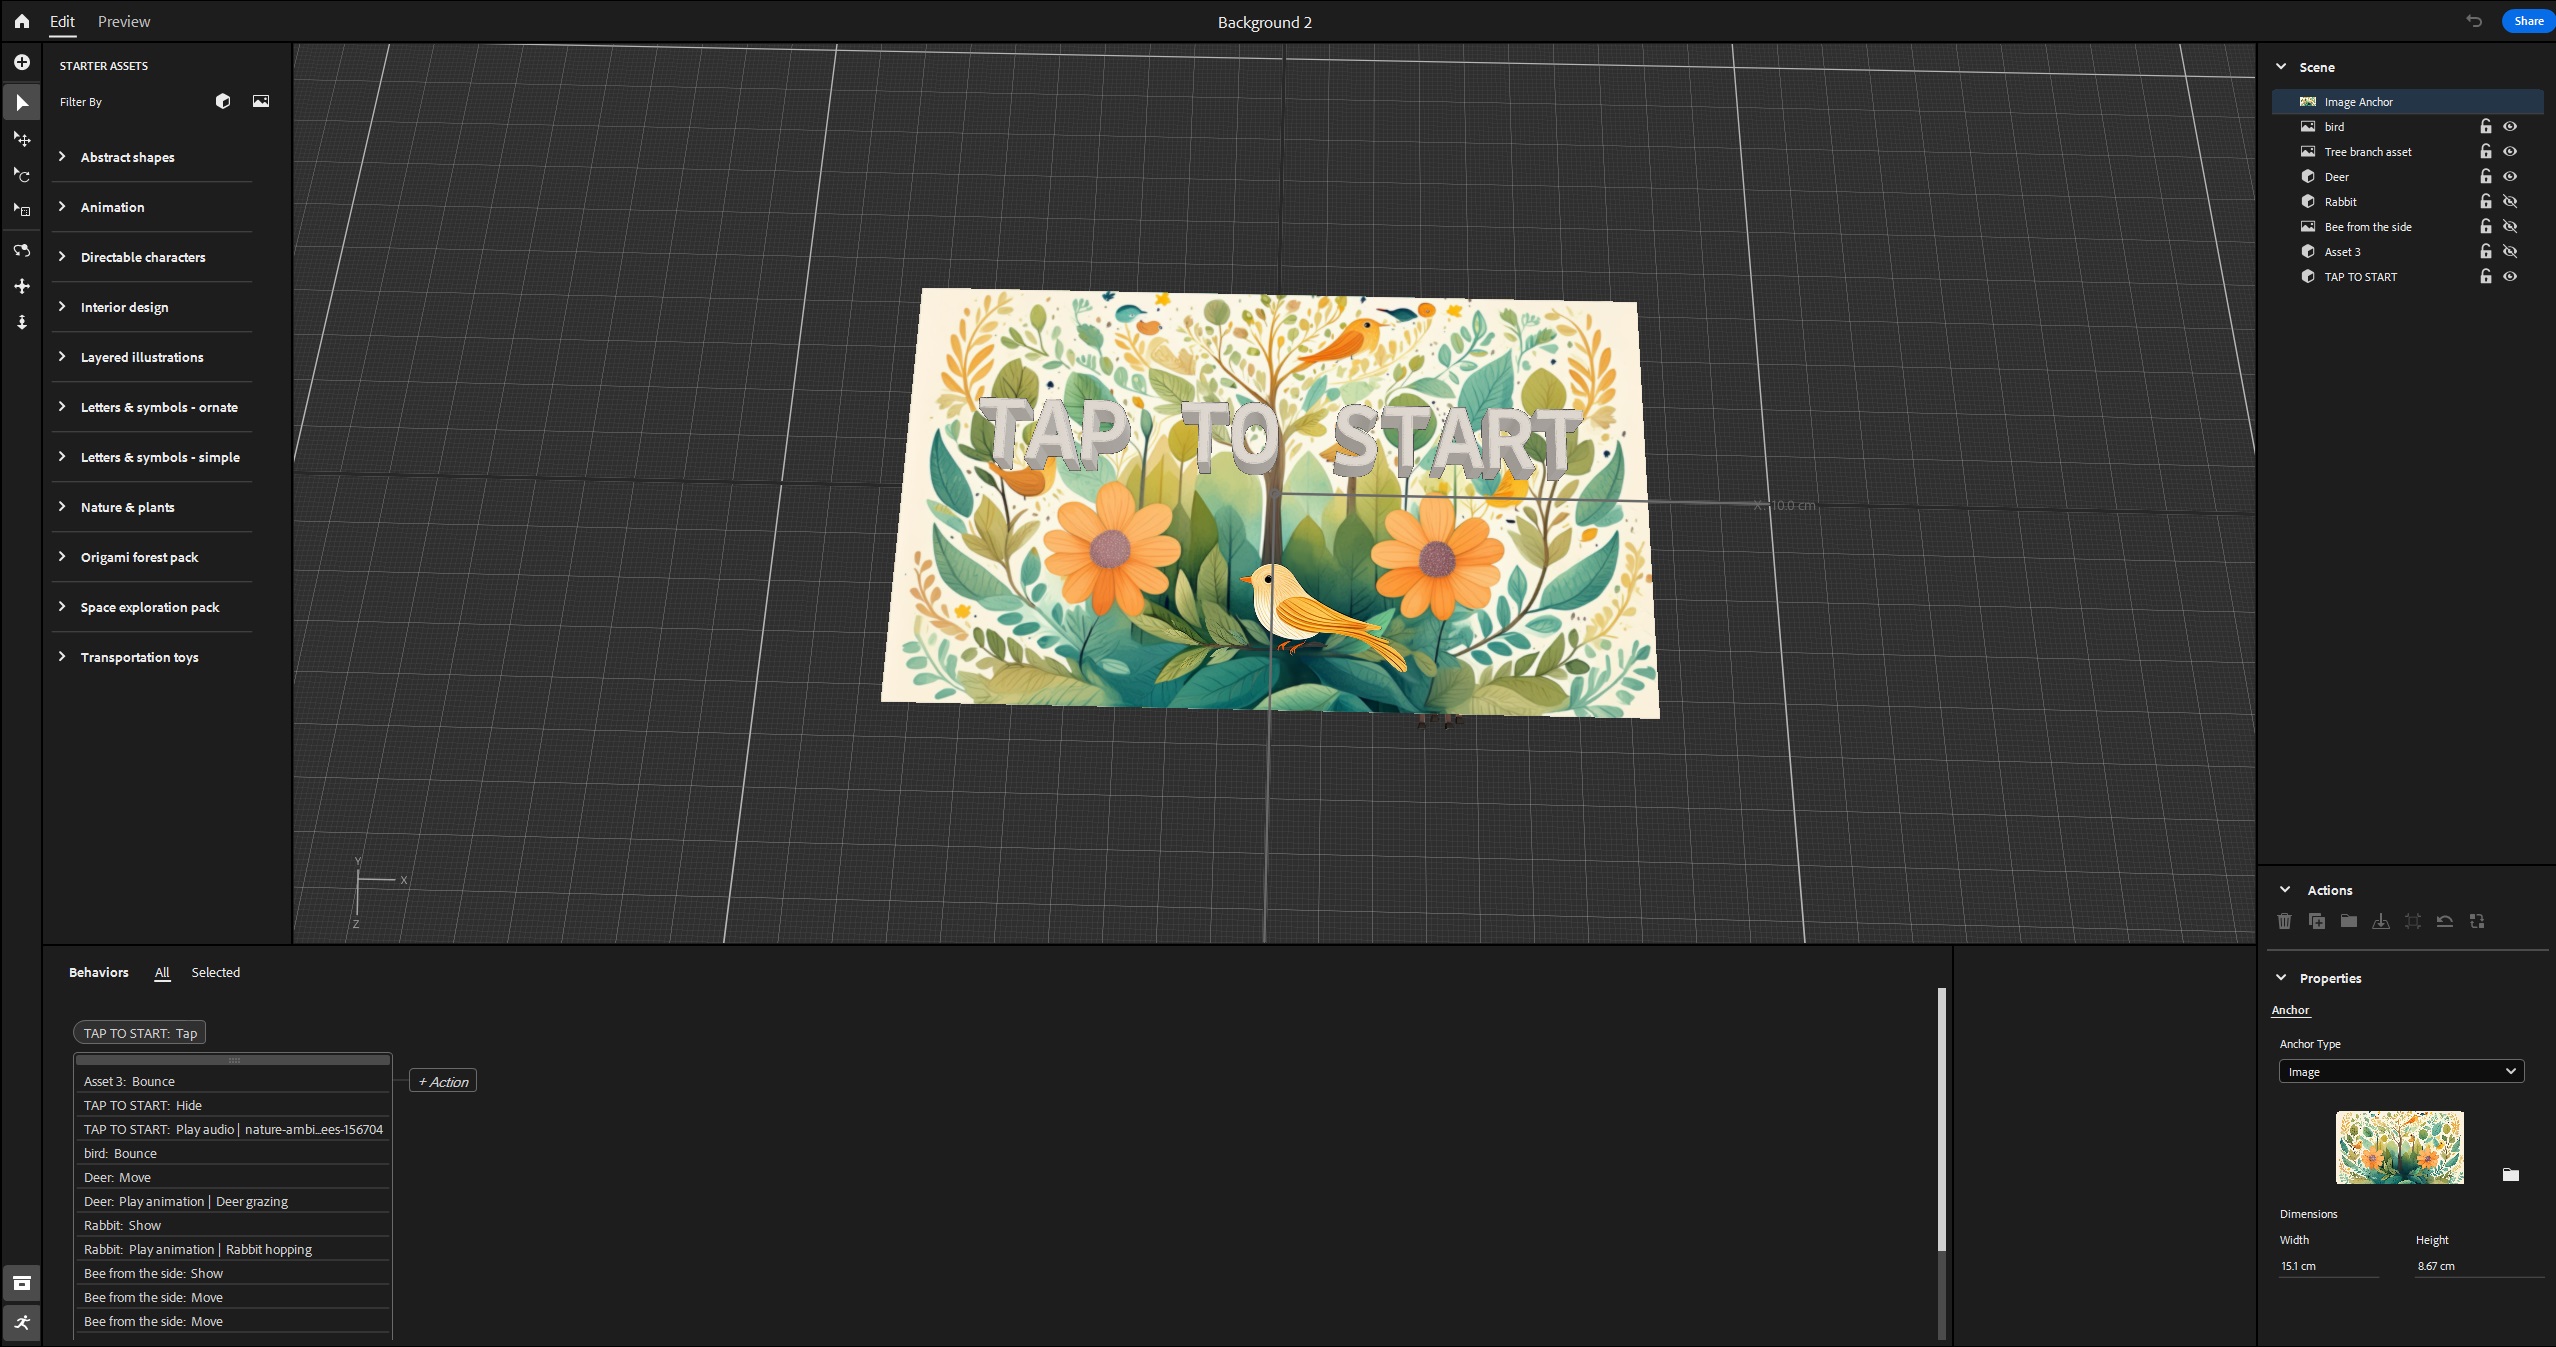 Edit
Preview
Background 2
Share
STARTER ASSETS
Filter By
Abstract shapes
Animation
Directable characters
Interior design
Layered illustrations
Letters & symbols - ornate
Letters & symbols - simple
Nature & plants
Origami forest pack
Space exploration pack
Transportation toys
TAP TO START
X: 10.0 cm
Y
X
Z
Scene
Image Anchor
bird
Tree branch asset
Deer
Rabbit
Bee from the side
Asset 3
TAP TO START
Actions
Properties
Anchor
Anchor Type
Image
Dimensions
Width
Height
15.1 cm
8.67 cm
Behaviors
All
Selected
TAP TO START: Tap
Asset 3: Bounce
+ Action
TAP TO START: Hide
TAP TO START: Play audio | nature-ambi...ees-156704
bird: Bounce
Deer: Move
Deer: Play animation | Deer grazing
Rabbit: Show
Rabbit: Play animation | Rabbit hopping
Bee from the side: Show
Bee from the side: Move
Bee from the side: Move